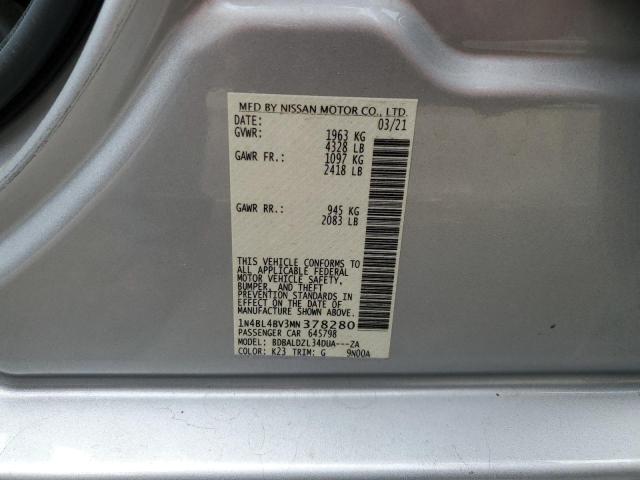 MFD BY NISSAN MOTOR CO., LTD.
DATE: 03/21
GVWR: 1963 KG
4328 LB
GAWR FR.: 1097 KG
2418 LB
GAWR RR.: 945 KG
2083 LB
THIS VEHICLE CONFORMS TO
ALL APPLICABLE FEDERAL
MOTOR VEHICLE SAFETY,
BUMPER, AND THEFT
PREVENTION STANDARDS IN
EFFECT ON THE DATE OF
MANUFACTURE SHOWN ABOVE.
1N4BL4BV3MN378280
PASSENGER CAR 645798
MODEL: BDBALDZL34DUA---ZA
COLOR: K23 TRIM: G 9N00A